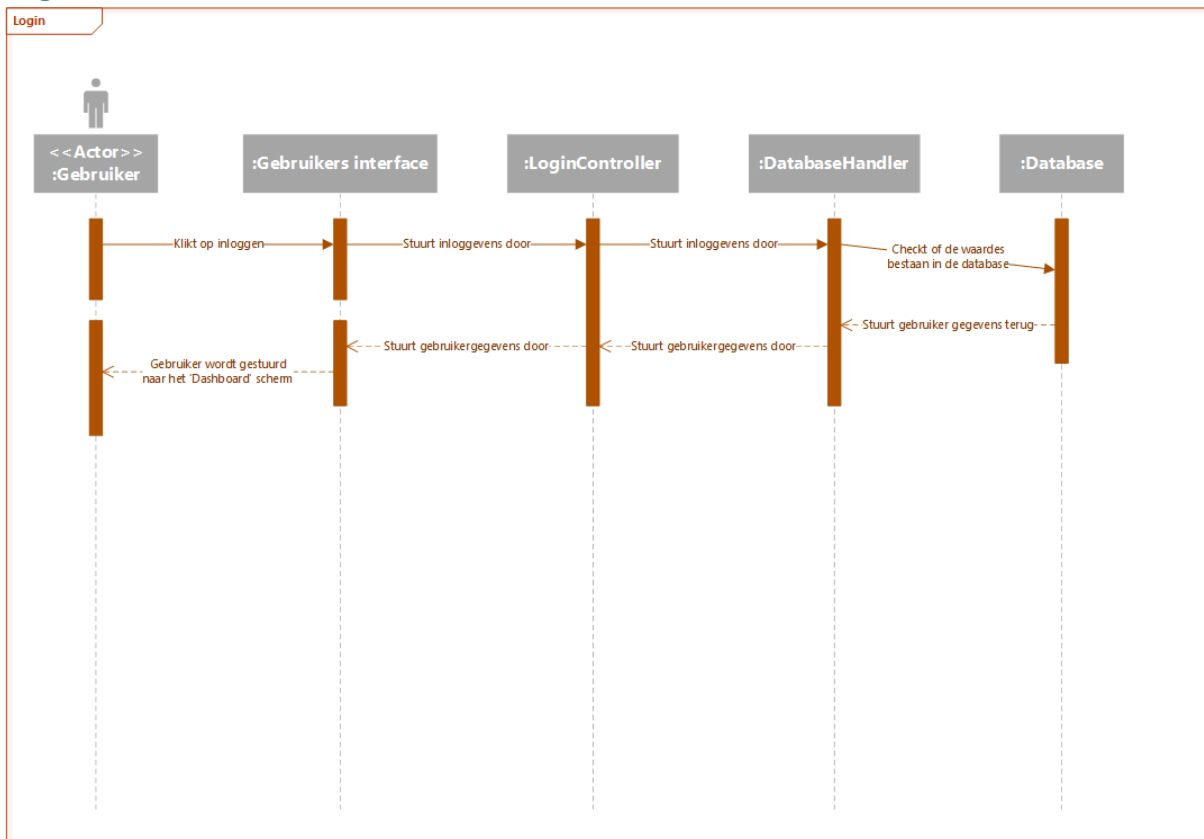 Login
<<Actor>>
:Gebruiker
:Gebruikers interface
:LoginController
:DatabaseHandler
:Database
Klikt op inloggen
Stuurt inloggevens door
Stuurt inloggevens door
Checkt of de waardes
bestaan in de database
Stuurt gebruiker gegevens terug
Stuurt gebruikergegevens door
Stuurt gebruikergegevens door
Gebruiker wordt gestuurd
naar het 'Dashboard' scherm